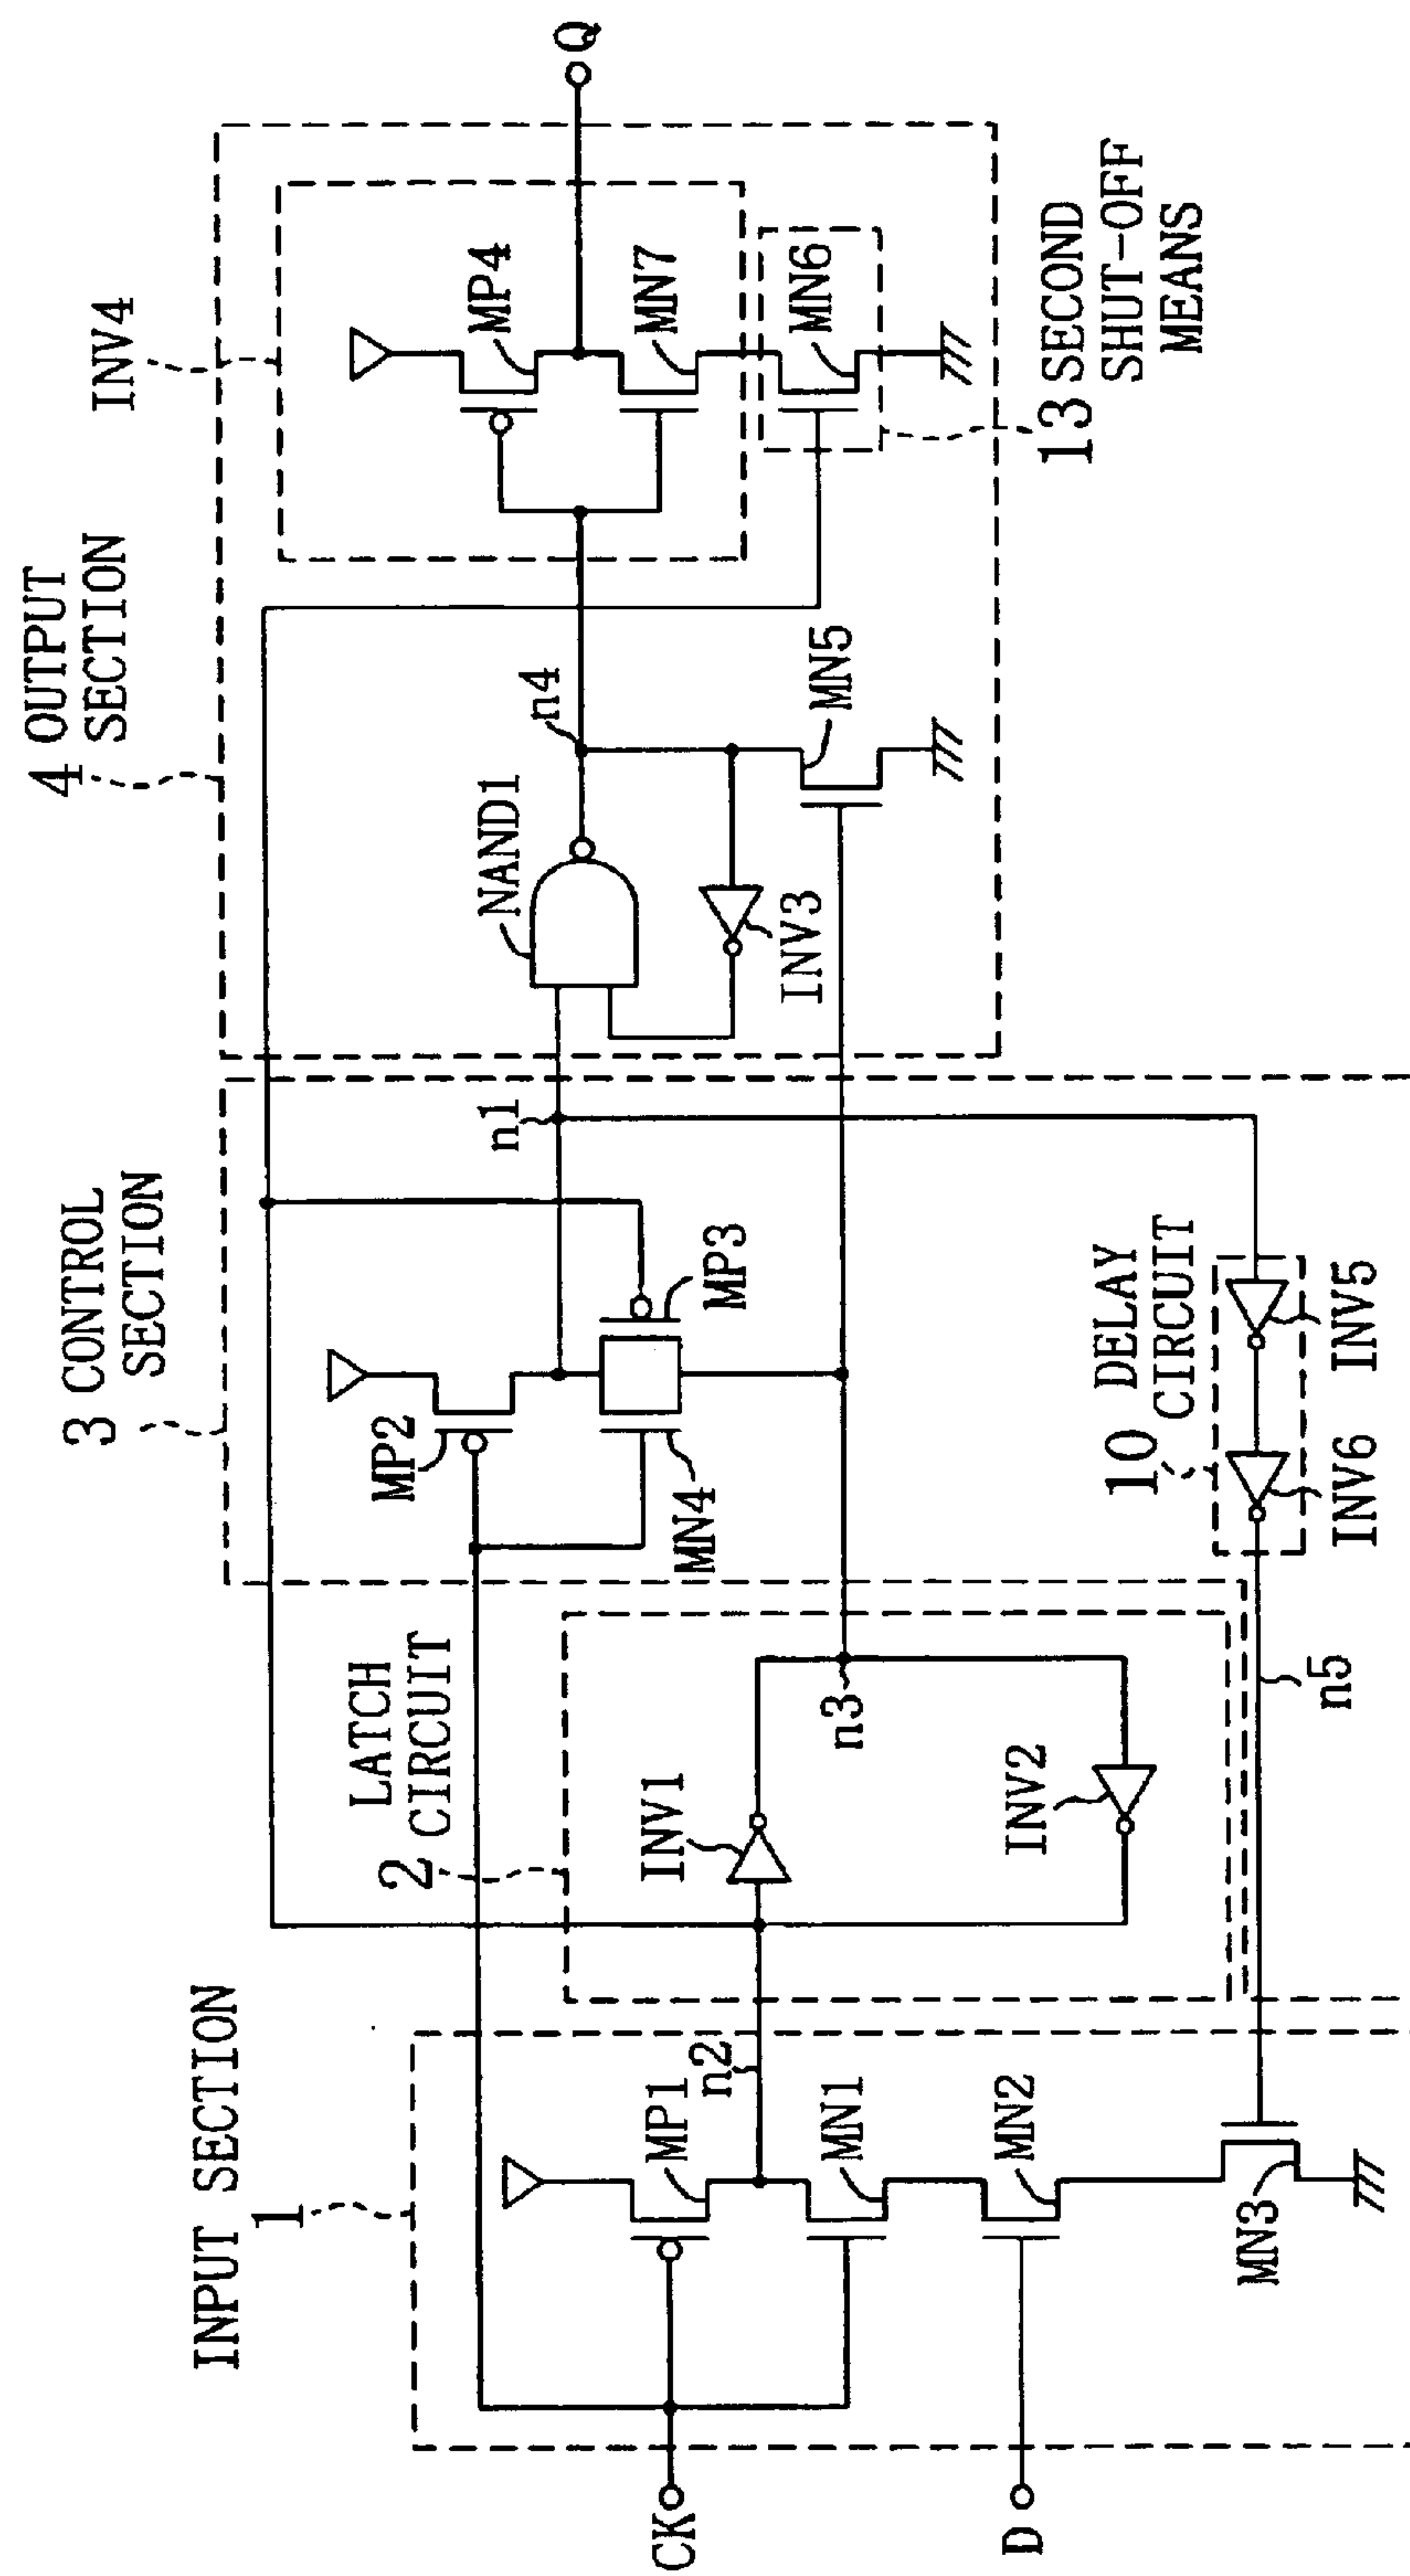 INPUT SECTION
1
CK
D
MP1
n2
MN1
MN2
MN3
LATCH
2 CIRCUIT
INV1
n3
INV2
n5
3 CONTROL
SECTION
MP2
MN4
MP3
n1
10 DELAY
CIRCUIT
INV6
INV5
4 OUTPUT
SECTION
NAND1
INV3
n4
MN5
INV4
MP4
MN7
MN6
13 SECOND
SHUT-OFF
MEANS
Q